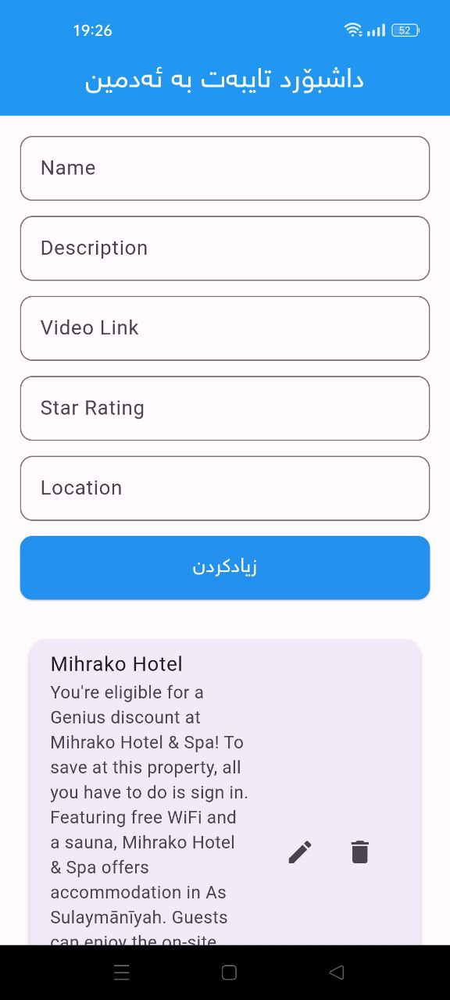 19:26
52
داشبۆرد تایبەت بە ئەدمین
Name
Description
Video Link
Star Rating
Location
زیادکردن
Mihrako Hotel
You're eligible for a
Genius discount at
Mihrako Hotel & Spa! To
save at this property, all
you have to do is sign in.
Featuring free WiFi and
a sauna, Mihrako Hotel
& Spa offers
accommodation in As
Sulaymānīyah. Guests
can enjoy the on-site